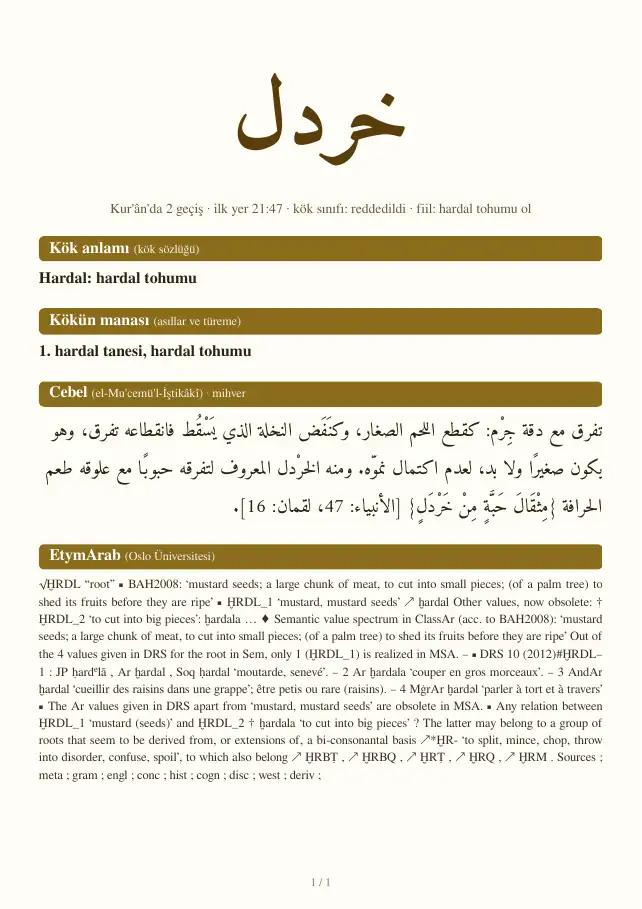 خردل
Kur'ân'da 2 geçiş · ilk yer 21:47 · kök sınıfı: reddedildi · fiil: hardal tohumu ol
Kök anlamı (kök sözlüğü)
Hardal: hardal tohumu
Kökün manası (asıllar ve türeme)
1. hardal tanesi, hardal tohumu
Cebel (el-Mu'cemü'l-İştikâkî) · mihver
تفرق مع دقة جِرْم: كقطع اللحم الصغار، وكنَفَض النخلة الذي يَسْقُط فانقطاعه تفرق، وهو
يكون صغيرًا ولا بد، لعدم اكتمال نموّه. ومنه الخَرْدل المعروف لتفرقه حبوبًا مع علوقه طعم
الحرافة {مِثْقَالَ حَبَّةٍ مِنْ خَرْدَلٍ} [الأنبياء: 47، لقمان: 16].
EtymArab (Oslo Üniversitesi)
√ḪRDL “root” ▪ BAH2008: ‘mustard seeds; a large chunk of meat, to cut into small pieces; (of a palm tree) to
shed its fruits before they are ripe’ ▪ ḪRDL_1 ‘mustard, mustard seeds’ ↗ ḫardal Other values, now obsolete: †
ḪRDL_2 ‘to cut into big pieces’: ḫardala … ♦ Semantic value spectrum in ClassAr (acc. to BAH2008): ‘mustard
seeds; a large chunk of meat, to cut into small pieces; (of a palm tree) to shed its fruits before they are ripe’ Out of
the 4 values given in DRS for the root in Sem, only 1 (ḪRDL_1) is realized in MSA. – ▪ DRS 10 (2012)#ḪRDL–
1 : JP ḥardᵉlā , Ar ḫardal , Soq ḫardal ‘moutarde, senevé’. – 2 Ar ḫardala ‘couper en gros morceaux’. – 3 AndAr
ḫardal ‘cueillir des raisins dans une grappe’; être petis ou rare (raisins). – 4 MġrAr ḫardəl ‘parler à tort et à travers’
▪ The Ar values given in DRS apart from ‘mustard, mustard seeds’ are obsolete in MSA. ▪ Any relation between
ḪRDL_1 ‘mustard (seeds)’ and ḪRDL_2 † ḫardala ‘to cut into big pieces’ ? The latter may belong to a group of
roots that seem to be derived from, or extensions of, a bi-consonantal basis ↗*ḪR- ‘to split, mince, chop, throw
into disorder, confuse, spoil’, to which also belong ↗ ḪRBṬ , ↗ ḪRBQ , ↗ ḪRṬ , ↗ ḪRQ , ↗ ḪRM . Sources ;
meta ; gram ; engl ; conc ; hist ; cogn ; disc ; west ; deriv ;
1 / 1